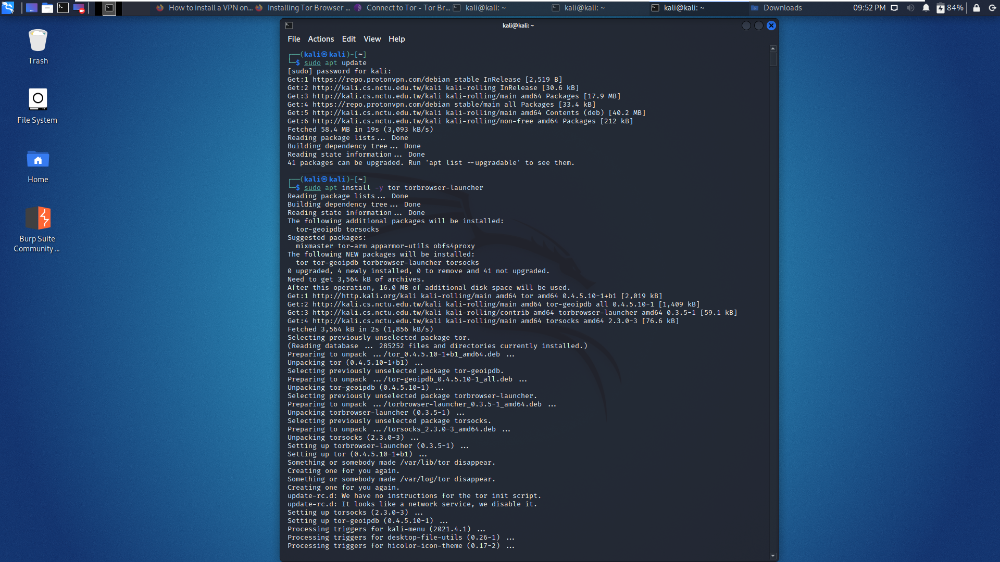 How to install a VPN on...
Installing Tor Browser ...
Connect to Tor - Tor Br...
kali@kali: ~
kali@kali: ~
kali@kali: ~
Downloads
09:52 PM
84%
Trash
File System
Home
Burp Suite
Community ...
kali@kali: ~
File Actions Edit View Help
┌──(kali㉿kali)-[~]
└─$ sudo apt update
[sudo] password for kali:
Get:1 https://repo.protonvpn.com/debian stable InRelease [2,519 B]
Get:2 http://kali.cs.nctu.edu.tw/kali kali-rolling InRelease [30.6 kB]
Get:3 http://kali.cs.nctu.edu.tw/kali kali-rolling/main amd64 Packages [17.9 MB]
Get:4 https://repo.protonvpn.com/debian stable/main all Packages [33.4 kB]
Get:5 http://kali.cs.nctu.edu.tw/kali kali-rolling/main amd64 Contents (deb) [40.2 MB]
Get:6 http://kali.cs.nctu.edu.tw/kali kali-rolling/non-free amd64 Packages [212 kB]
Fetched 58.4 MB in 19s (3,093 kB/s)
Reading package lists... Done
Building dependency tree... Done
Reading state information... Done
41 packages can be upgraded. Run 'apt list --upgradable' to see them.
┌──(kali㉿kali)-[~]
└─$ sudo apt install -y tor torbrowser-launcher
Reading package lists... Done
Building dependency tree... Done
Reading state information... Done
The following additional packages will be installed:
tor-geoipdb torsocks
Suggested packages:
mixmaster tor-arm apparmor-utils obfs4proxy
The following NEW packages will be installed:
tor tor-geoipdb torbrowser-launcher torsocks
0 upgraded, 4 newly installed, 0 to remove and 41 not upgraded.
Need to get 3,564 kB of archives.
After this operation, 16.0 MB of additional disk space will be used.
Get:1 http://http.kali.org/kali kali-rolling/main amd64 tor amd64 0.4.5.10-1+b1 [2,019 kB]
Get:2 http://kali.cs.nctu.edu.tw/kali kali-rolling/main amd64 tor-geoipdb all 0.4.5.10-1 [1,409 kB]
Get:3 http://kali.cs.nctu.edu.tw/kali kali-rolling/contrib amd64 torbrowser-launcher amd64 0.3.5-1 [59.1 kB]
Get:4 http://kali.cs.nctu.edu.tw/kali kali-rolling/main amd64 torsocks amd64 2.3.0-3 [76.6 kB]
Fetched 3,564 kB in 2s (1,856 kB/s)
Selecting previously unselected package tor.
(Reading database ... 285252 files and directories currently installed.)
Preparing to unpack .../tor_0.4.5.10-1+b1_amd64.deb ...
Unpacking tor (0.4.5.10-1+b1) ...
Selecting previously unselected package tor-geoipdb.
Preparing to unpack .../tor-geoipdb_0.4.5.10-1_all.deb ...
Unpacking tor-geoipdb (0.4.5.10-1) ...
Selecting previously unselected package torbrowser-launcher.
Preparing to unpack .../torbrowser-launcher_0.3.5-1_amd64.deb ...
Unpacking torbrowser-launcher (0.3.5-1) ...
Selecting previously unselected package torsocks.
Preparing to unpack .../torsocks_2.3.0-3_amd64.deb ...
Unpacking torsocks (2.3.0-3) ...
Setting up torbrowser-launcher (0.3.5-1) ...
Setting up tor (0.4.5.10-1+b1) ...
Something or somebody made /var/lib/tor disappear.
Creating one for you again.
Something or somebody made /var/log/tor disappear.
Creating one for you again.
update-rc.d: We have no instructions for the tor init script.
update-rc.d: It looks like a network service, we disable it.
Setting up torsocks (2.3.0-3) ...
Setting up tor-geoipdb (0.4.5.10-1) ...
Processing triggers for kali-menu (2021.4.1) ...
Processing triggers for desktop-file-utils (0.26-1) ...
Processing triggers for hicolor-icon-theme (0.17-2) ...